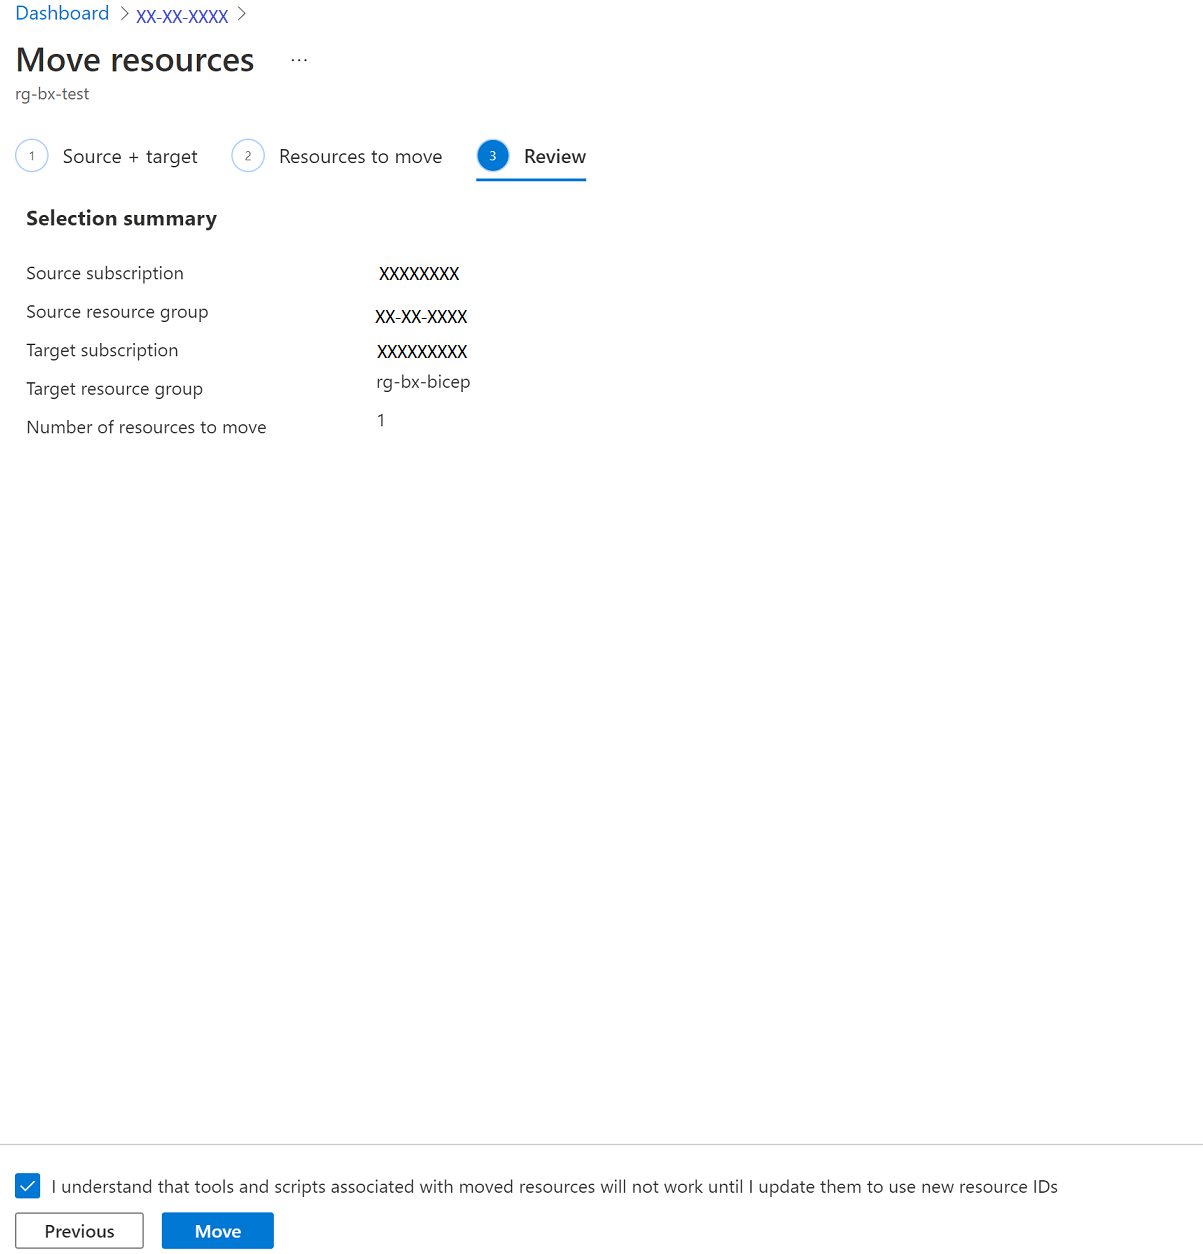 Dashboard > XX-XX-XXXX >
Move resources ...
rg-bx-test
1 Source + target 2 Resources to move 3 Review
Selection summary
Source subscription XXXXXXXX
Source resource group XX-XX-XXXX
Target subscription XXXXXXXXX
Target resource group rg-bx-bicep
Number of resources to move 1
I understand that tools and scripts associated with moved resources will not work until I update them to use new resource IDs
Previous Move